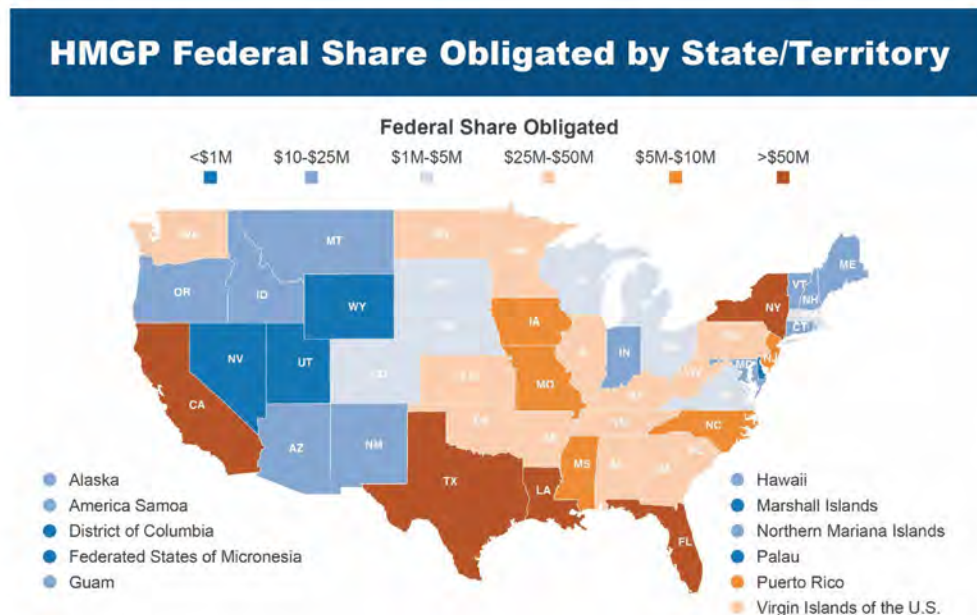 HMGP Federal Share Obligated by State/Territory
Federal Share Obligated
<$1M $10-$25M $1M-$5M $25M-$50M $5M-$10M >$50M
WA
MT
ME
OR
ID
WY
VT
NH
NY
IA
CT
NV
UT
IN
NJ
CA
MO
NC
AZ
NM
MS
TX
LA
FL
Alaska
America Samoa
District of Columbia
Federated States of Micronesia
Guam
Hawaii
Marshall Islands
Northern Mariana Islands
Palau
Puerto Rico
Virgin Islands of the U.S.